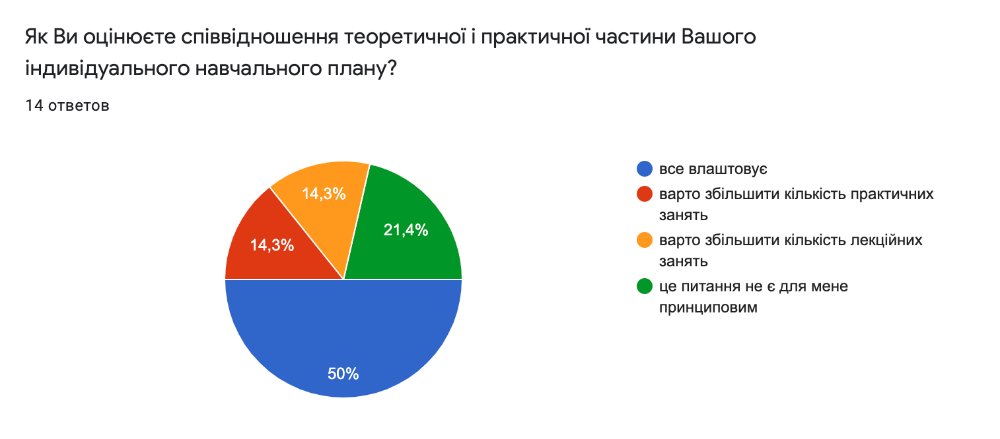 Як Ви оцінюєте співвідношення теоретичної і практичної частини Вашого
індивідуального навчального плану?
14 ответов
14,3%
21,4%
14,3%
50%
все влаштовує
варто збільшити кількість практичних
занять
варто збільшити кількість лекційних
занять
це питання не є для мене
принциповим